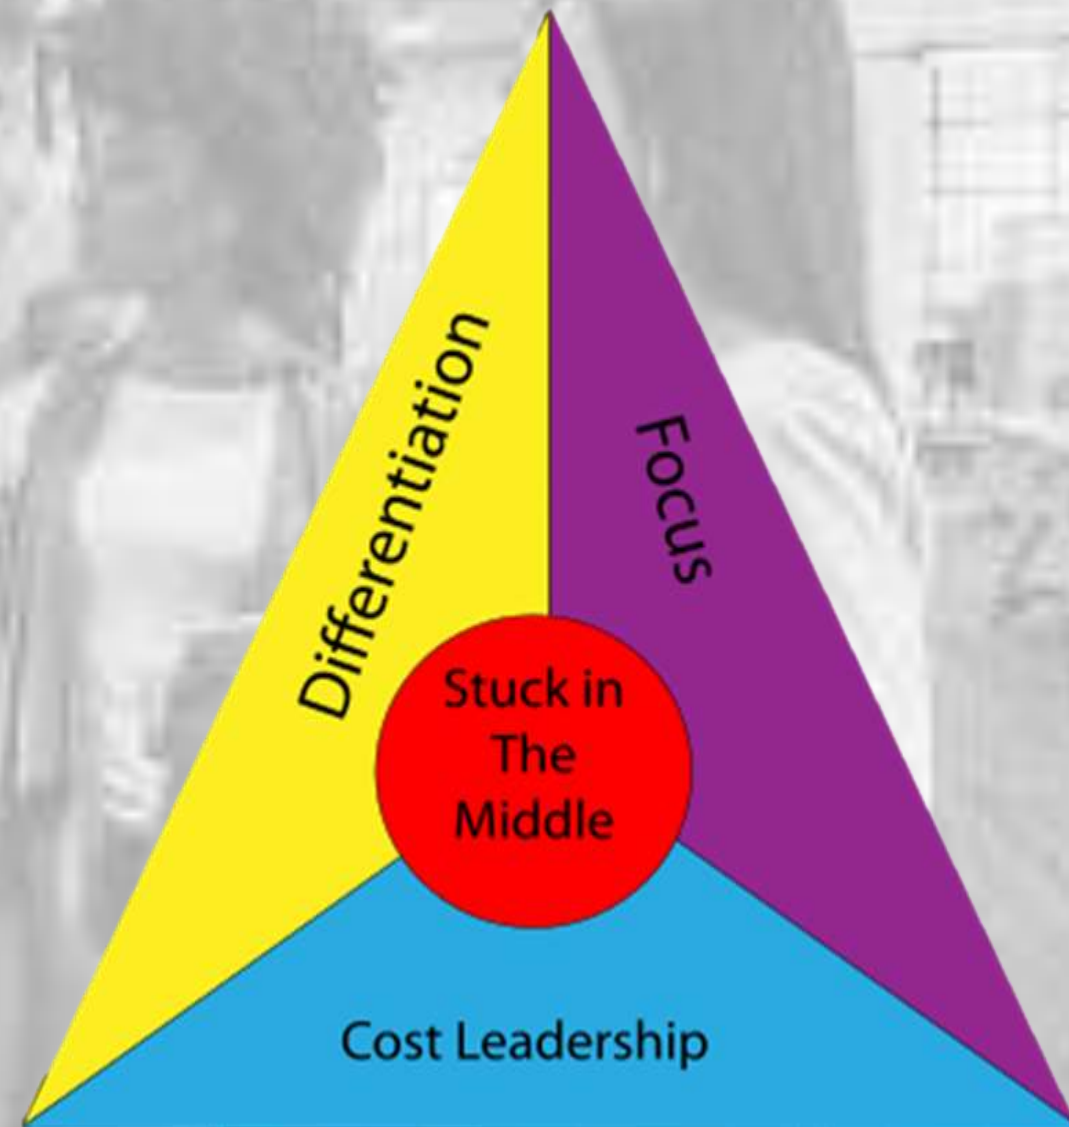 Differentiation
Focus
Stuck in
The
Middle
Cost Leadership